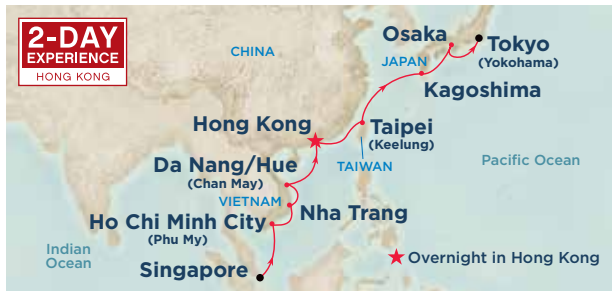 2-DAY
EXPERIENCE
HONG KONG
CHINA
Osaka
Tokyo
(Yokohama)
JAPAN
Kagoshima
Hong Kong
Taipei
(Keelung)
TAIWAN
Pacific Ocean
Da Nang/Hue
(Chan May)
VIETNAM
Nha Trang
Ho Chi Minh City
(Phu My)
Indian
Ocean
Singapore
Overnight in Hong Kong